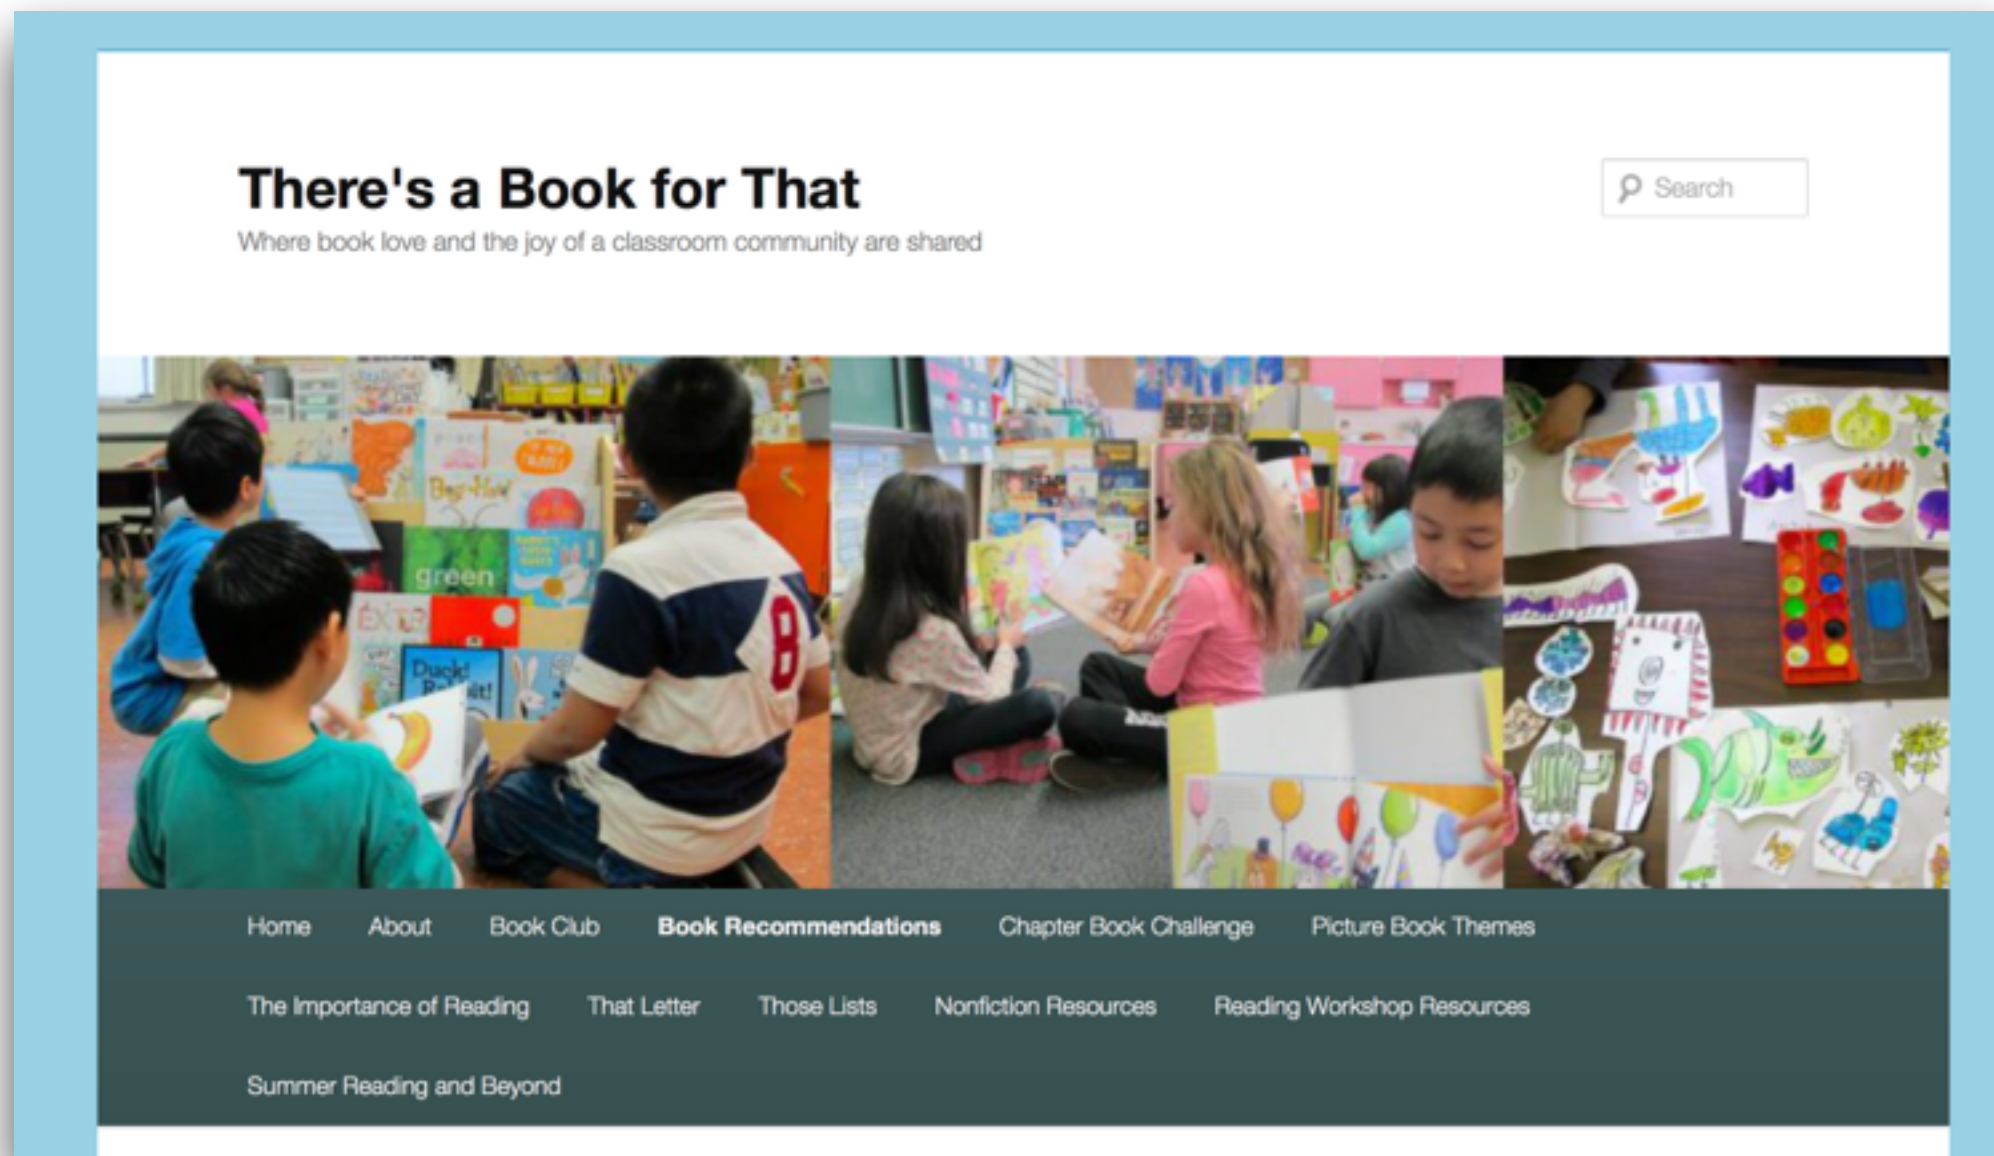 There's a Book for That
Search
Where book love and the joy of a classroom community are shared
green
Duck!
B
Home About Book Club Book Recommendations Chapter Book Challenge Picture Book Themes
The Importance of Reading That Letter Those Lists Nonfiction Resources Reading Workshop Resources
Summer Reading and Beyond